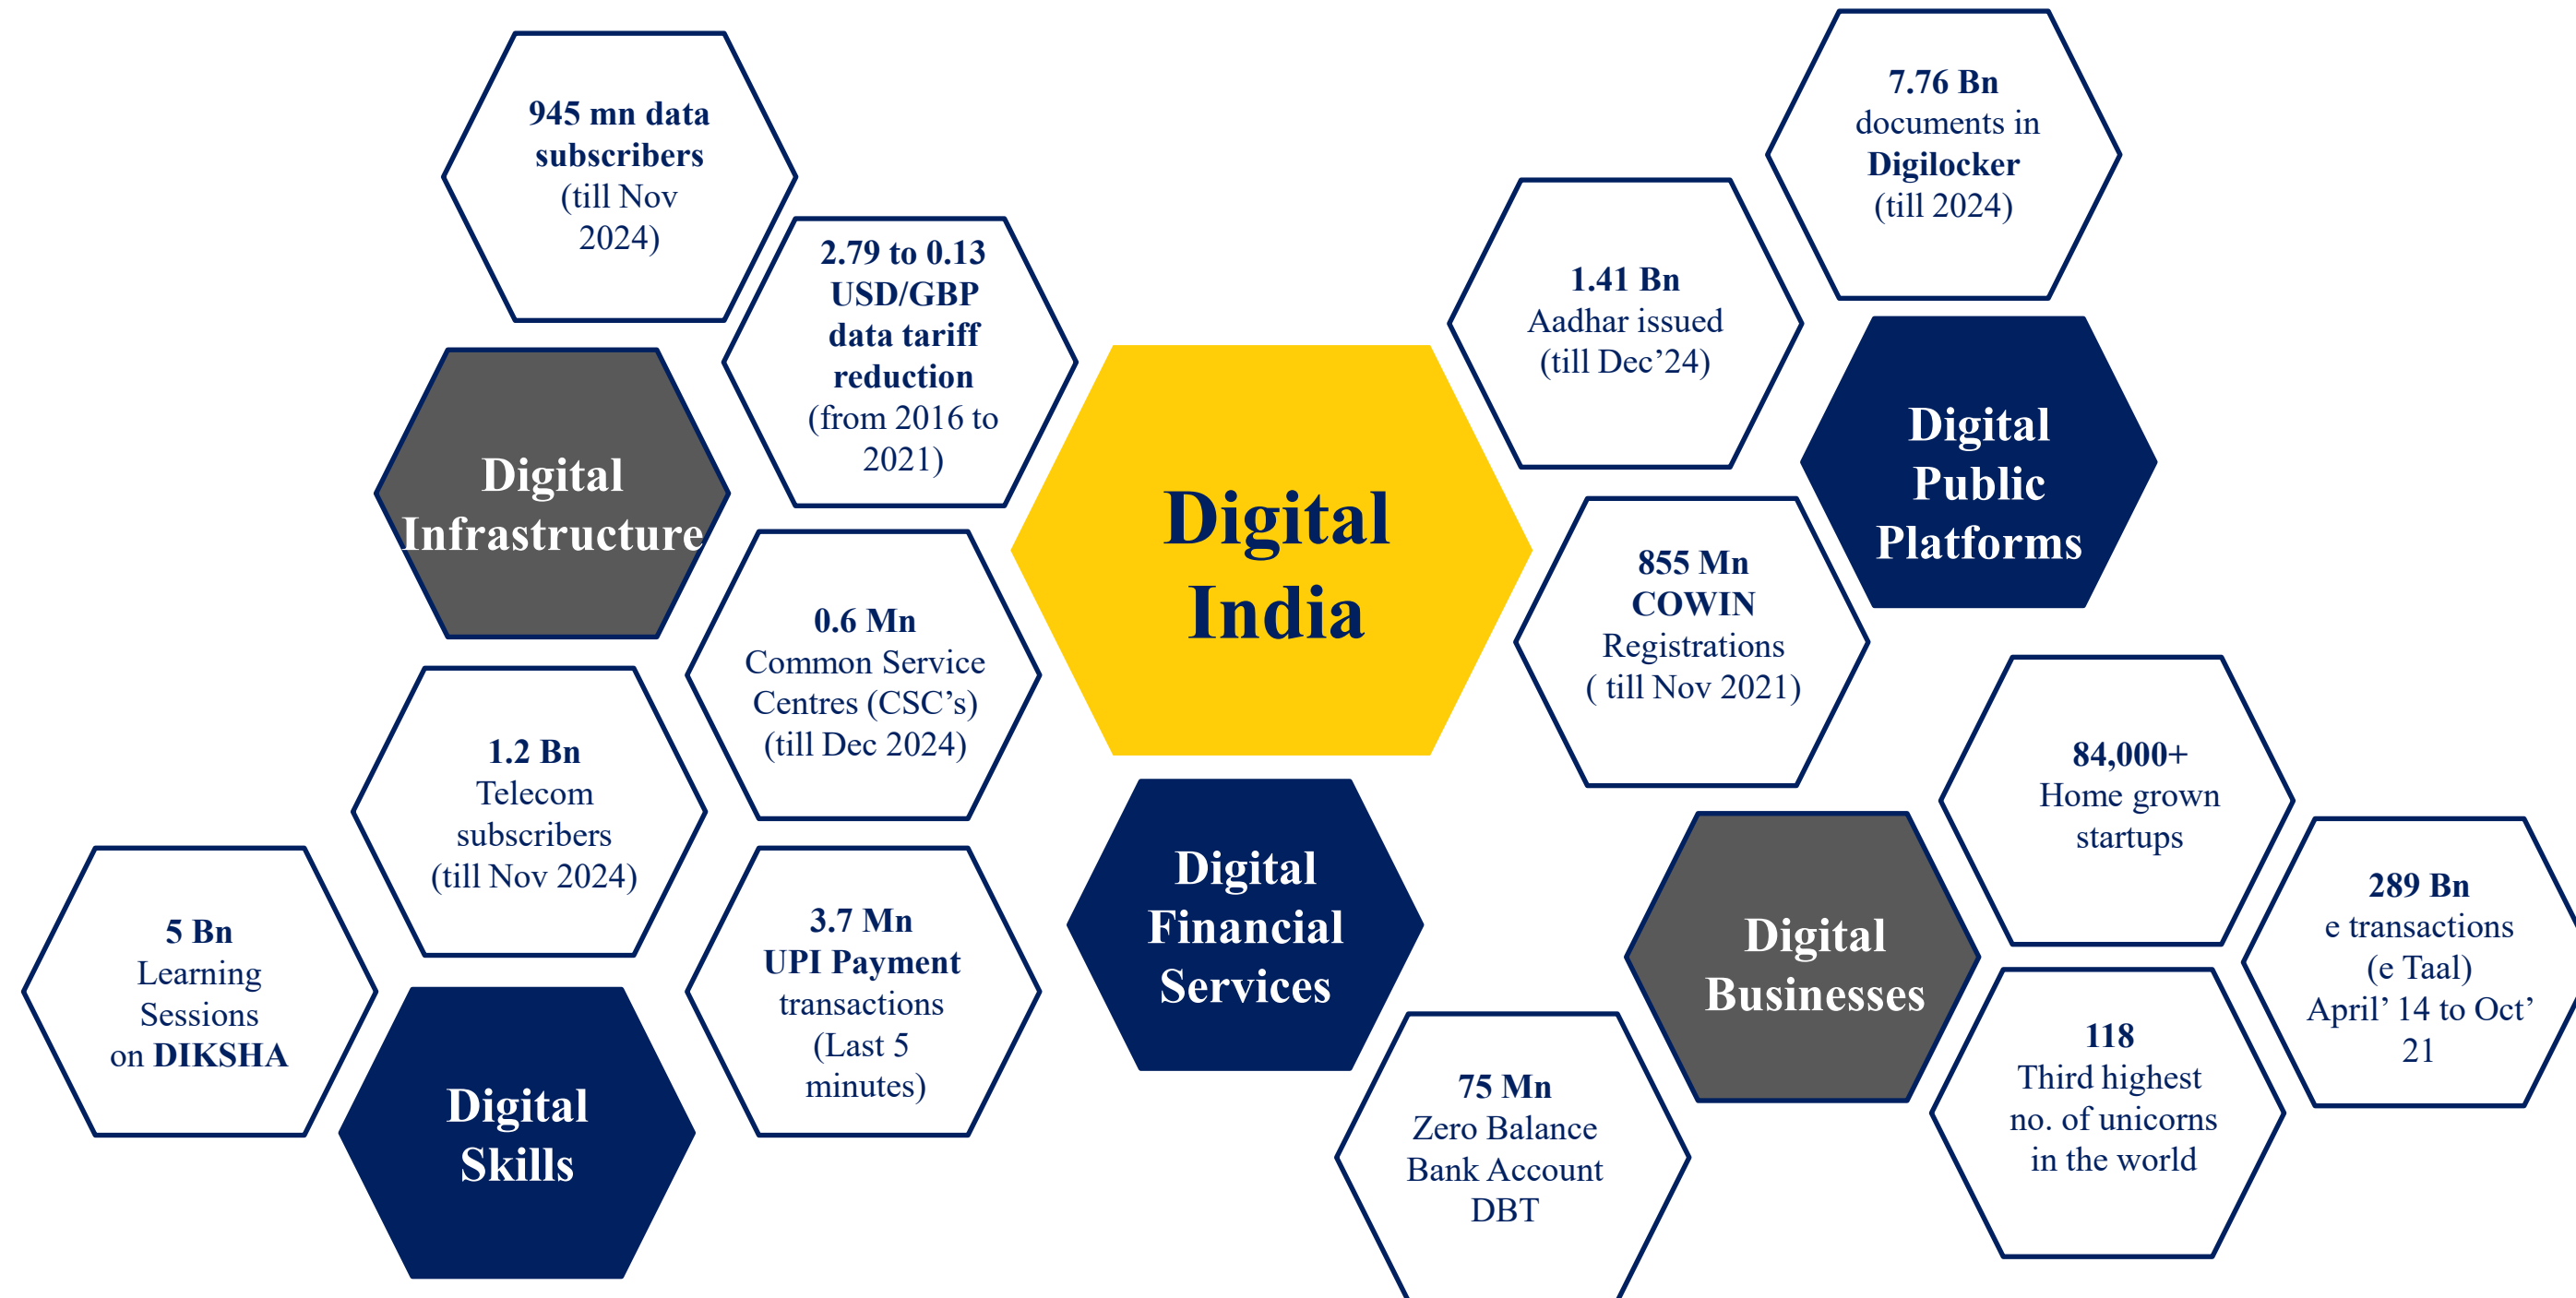 945 mn data
subscribers
(till Nov
2024)
2.79 to 0.13
USD/GBP
data tariff
reduction
(from 2016 to
2021)
Digital
Infrastructure
0.6 Mn
Common Service
Centres (CSC’s)
(till Dec 2024)
1.2 Bn
Telecom
subscribers
(till Nov 2024)
5 Bn
Learning
Sessions
on DIKSHA
Digital
Skills
3.7 Mn
UPI Payment
transactions
(Last 5
minutes)
Digital
India
Digital
Financial
Services
75 Mn
Zero Balance
Bank Account
DBT
7.76 Bn
documents in
Digilocker
(till 2024)
1.41 Bn
Aadhar issued
(till Dec’24)
Digital
Public
Platforms
855 Mn
COWIN
Registrations
( till Nov 2021)
84,000+
Home grown
startups
Digital
Businesses
289 Bn
e transactions
(e Taal)
April’ 14 to Oct’
21
118
Third highest
no. of unicorns
in the world